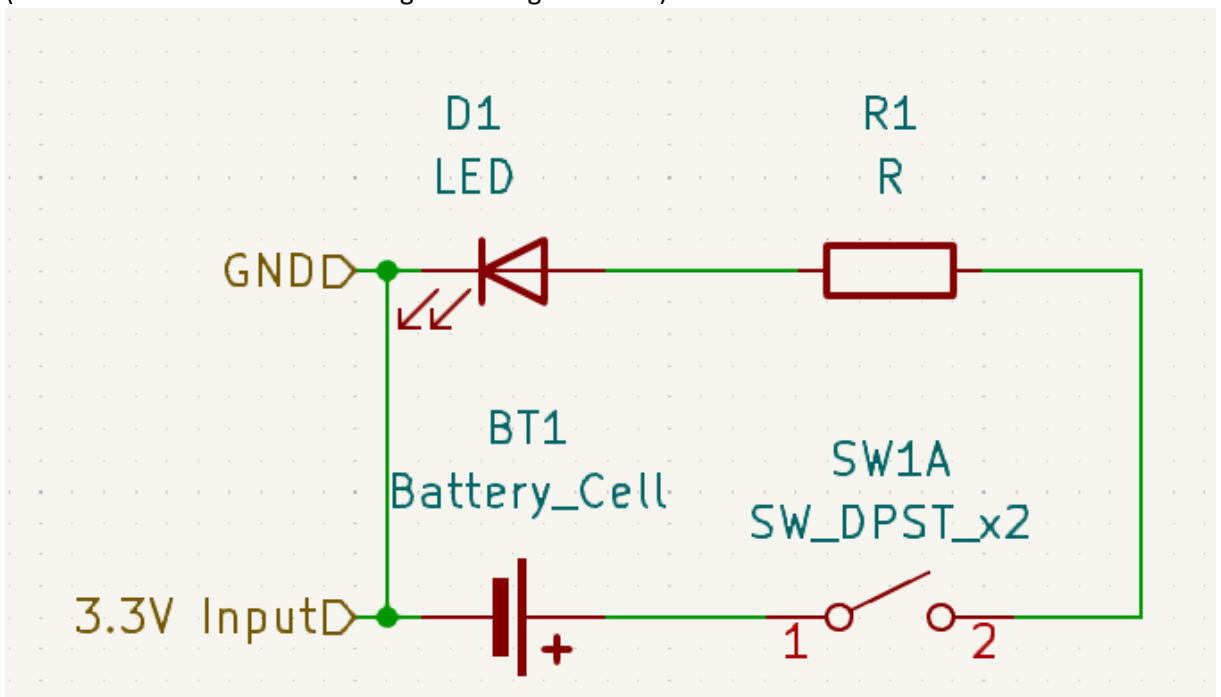 D1
LED
R1
R
GND
BT1
Battery_Cell
SW1A
SW_DPST_x2
3.3V Input
+
1
2